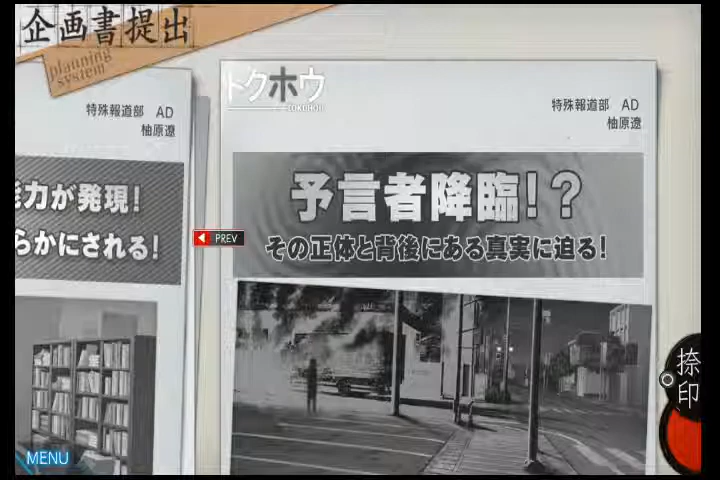 企画書提出
planning
system
特殊報道部 AD
柚原遼
能力が発現!
らかにされる!
PREV
トクホウ
TOKUHOU
特殊報道部 AD
柚原遼
予言者降臨!?
その正体と背後にある真実に迫る!
捺印
MENU